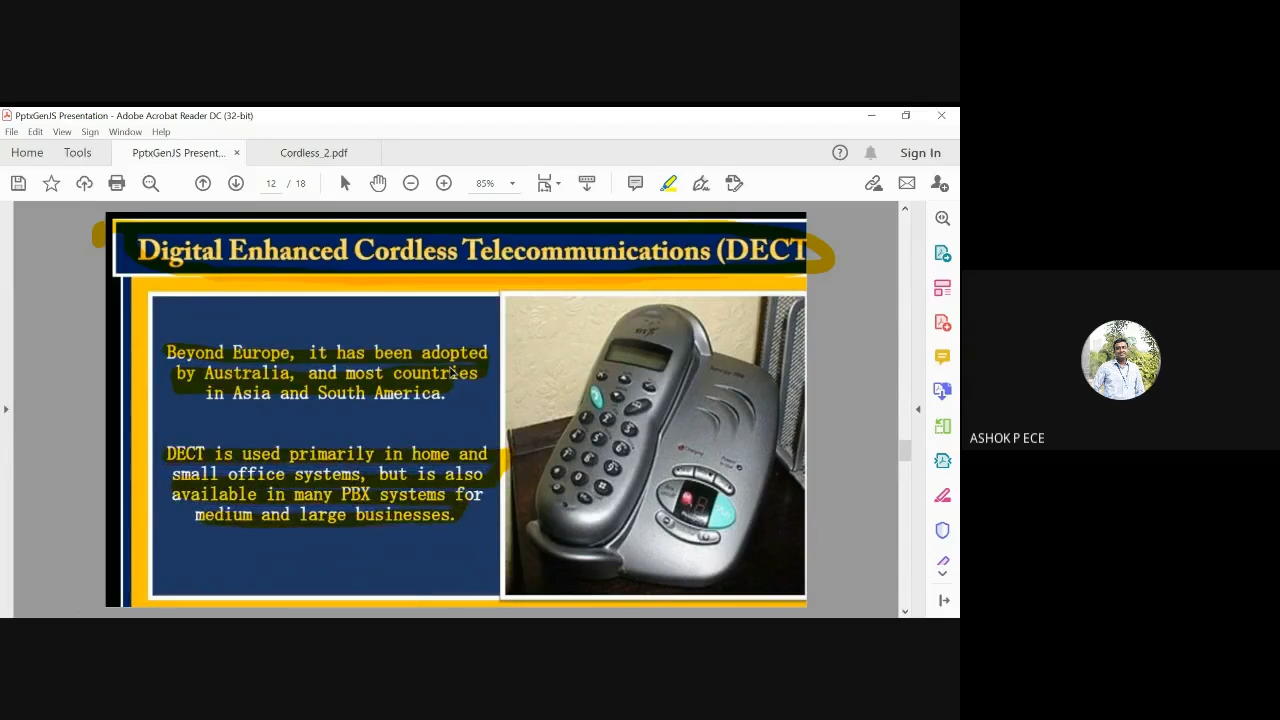 PptxGenJS Presentation - Adobe Acrobat Reader DC (32-bit)
File Edit View Sign Window Help
Home Tools PptxGenJS Present... × Cordless_2.pdf Sign In
12 / 18 85%
Digital Enhanced Cordless Telecommunications (DECT
Beyond Europe, it has been adopted
by Australia, and most countries
in Asia and South America.
DECT is used primarily in home and
small office systems, but is also
available in many PBX systems for
medium and large businesses.
ASHOK P ECE